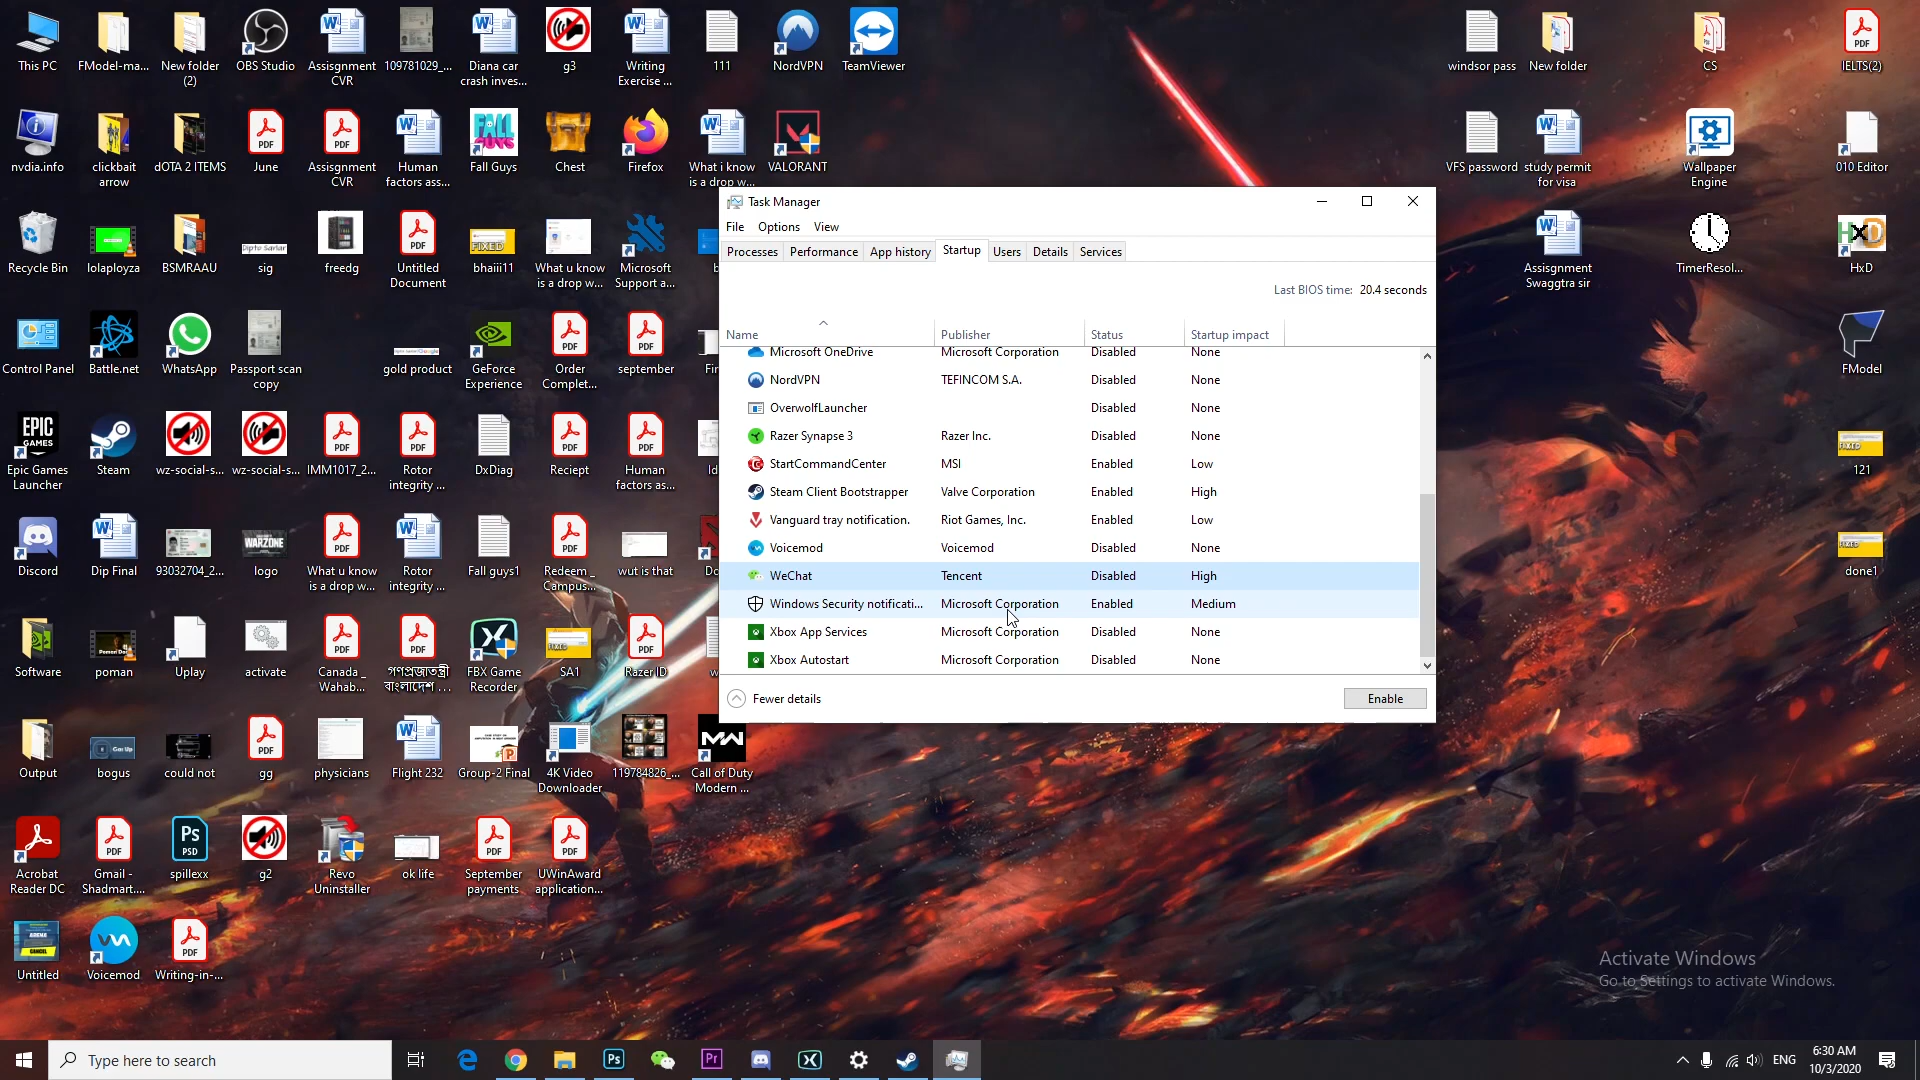 This PC
FModel-ma...
New folder
(2)
OBS Studio
Assisgnment
CVR
109781029_...
Diana car
crash inves...
g3
Writing
Exercise ...
111
NordVPN
TeamViewer
windsor pass
New folder
CS
IELTS(2)
nvdia.info
clickbait
arrow
dOTA 2 ITEMS
June
Assisgnment
CVR
Human
factors ass...
Fall Guys
Chest
Firefox
What i know
is a drop w...
VALORANT
VFS password
study permit
for visa
Wallpaper
Engine
010 Editor
Recycle Bin
lolaployza
BSMRAAU
sig
freedg
Untitled
Document
bhaiii11
What u know
is a drop w...
Microsoft
Support a...
Assisgnment
Swaggtra sir
TimerResol...
HxD
Control Panel
Battle.net
WhatsApp
Passport scan
copy
gold product
GeForce
Experience
Order
Complet...
september
FModel
Epic Games
Launcher
Steam
wz-social-s...
wz-social-s...
IMM1017_2...
Rotor
integrity ...
DxDiag
Reciept
Human
factors as...
121
Discord
Dip Final
93032704_2...
logo
What u know
is a drop w...
Rotor
integrity ...
Fall guys1
Redeem _
Campus...
wut is that
done1
Software
poman
Uplay
activate
Canada _
Wahab...
গণপ্রজাতন্ত্রী
বাংলাদেশ ...
FBX Game
Recorder
SA1
Razer ID
Output
bogus
could not
gg
physicians
Flight 232
Group-2 Final
4K Video
Downloader
119784826_...
Call of Duty
Modern ...
Acrobat
Reader DC
Gmail -
Shadmart....
spillexx
g2
Revo
Uninstaller
ok life
September
payments
UWinAward
application...
Untitled
Voicemod
Writing-in-...
Task Manager
File Options View
Processes Performance App history Startup Users Details Services
Last BIOS time: 20.4 seconds
Name Publisher Status Startup impact
Microsoft OneDrive Microsoft Corporation Disabled None
NordVPN TEFINCOM S.A. Disabled None
OverwolfLauncher Disabled None
Razer Synapse 3 Razer Inc. Disabled None
StartCommandCenter MSI Enabled Low
Steam Client Bootstrapper Valve Corporation Enabled High
Vanguard tray notification. Riot Games, Inc. Enabled Low
Voicemod Voicemod Disabled None
WeChat Tencent Disabled High
Windows Security notificati... Microsoft Corporation Enabled Medium
Xbox App Services Microsoft Corporation Disabled None
Xbox Autostart Microsoft Corporation Disabled None
Fewer details
Enable
Activate Windows
Go to Settings to activate Windows.
Type here to search
ENG
6:30 AM
10/3/2020